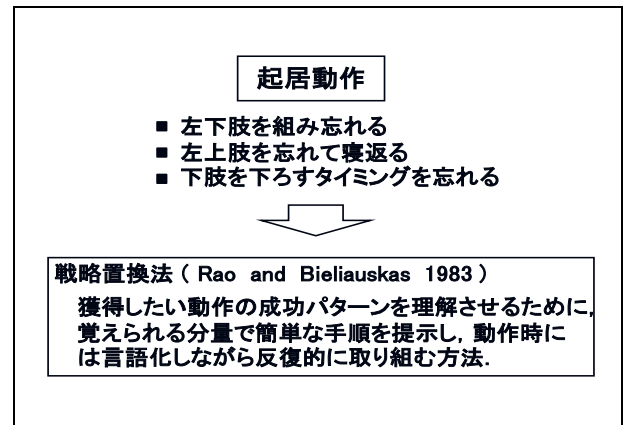 起居動作
■ 左下肢を組み忘れる
■ 左上肢を忘れて寝返る
■ 下肢を下ろすタイミングを忘れる
戦略置換法（ Rao and Bieliauskas 1983 ）
獲得したい動作の成功パターンを理解させるために,
覚えられる分量で簡単な手順を提示し, 動作時に
は言語化しながら反復的に取り組む方法.